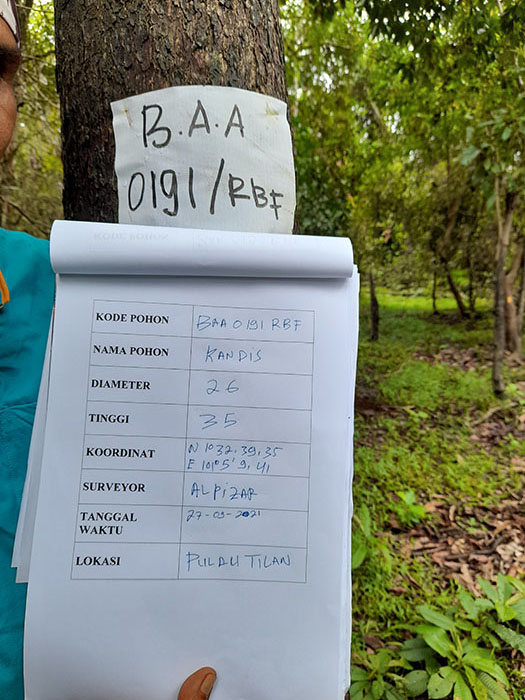 B.A.A
0191/RBF
KODE POHON BAA 0191 RBF
NAMA POHON KANDIS
DIAMETER 26
TINGGI 35
KOORDINAT N 1° 32, 39, 35
E 101° 5' 9, 41
SURVEYOR ALPIZAR
TANGGAL WAKTU 27-09-2021
LOKASI PULAU TILAN